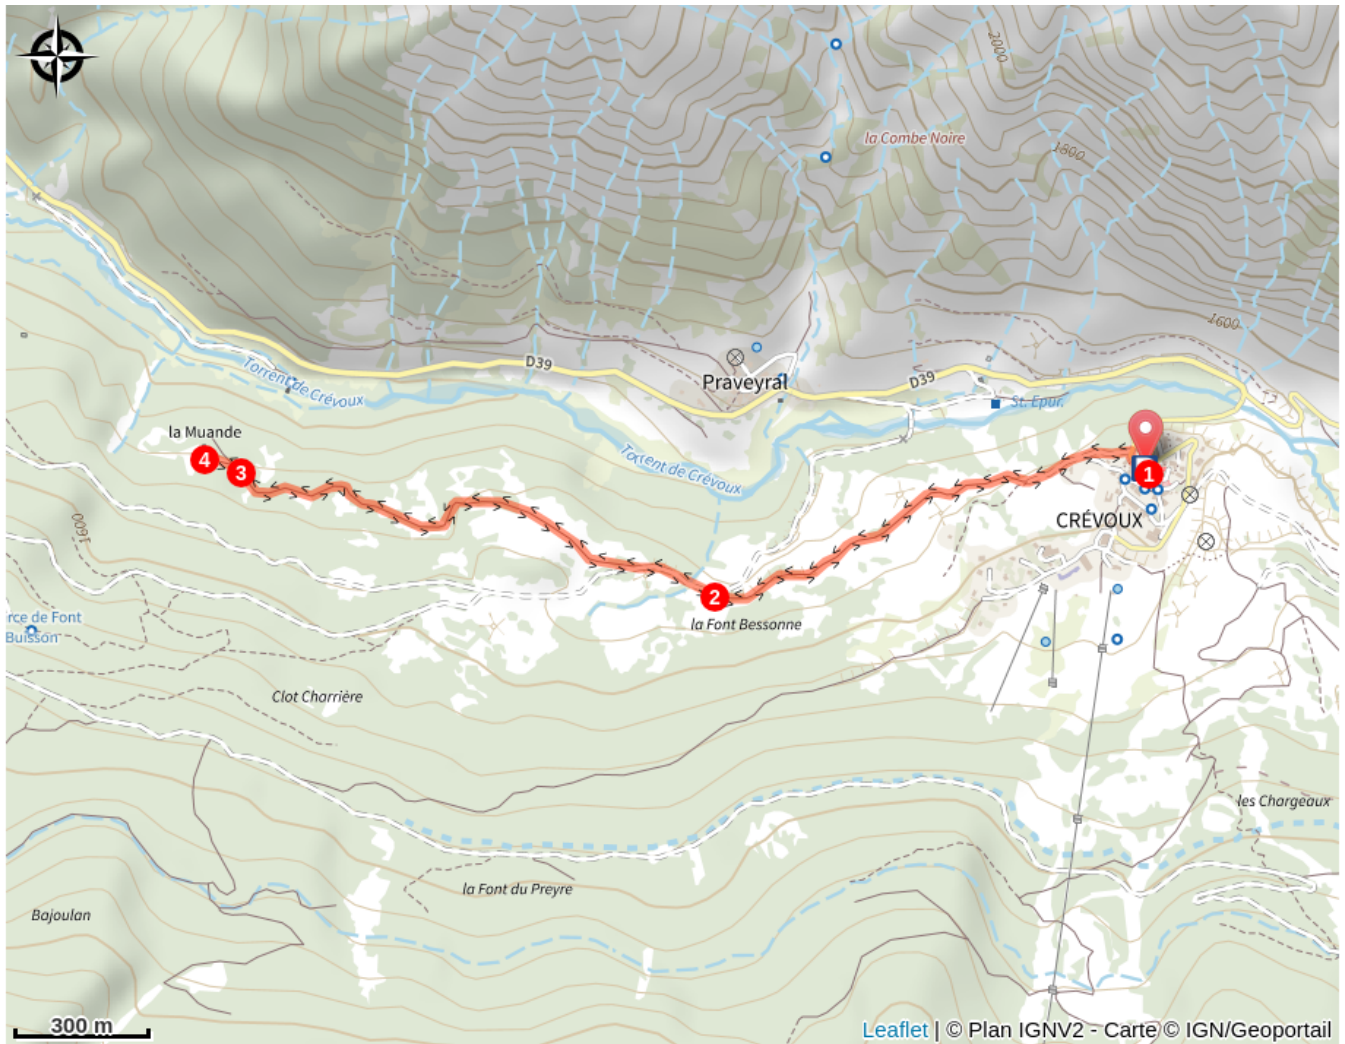 2000
la Combe Noire
1800
1600
D39
Praveyral
D39
Torrent de Crévoux
St. Epur.
la Muande
4
3
Torrent de Crévoux
1
CRÉVOUX
1600
2
la Font Bessonne
rce de Font
Buisson
Clot Charrière
les Chargeaux
la Font du Preyre
Bajoulan
300 m
Leaflet | © Plan IGNV2 - Carte © IGN/Geoportail